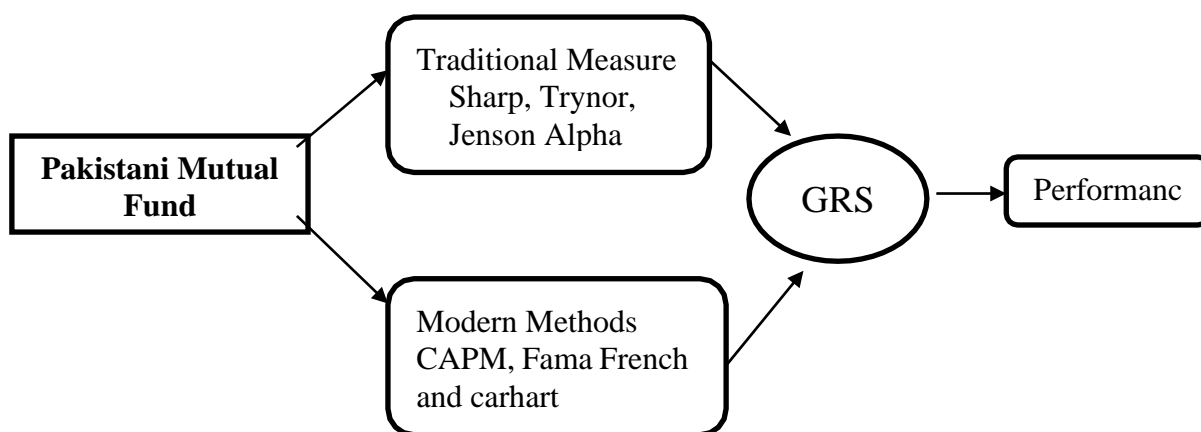 Traditional Measure
Sharp, Trynor,
Jenson Alpha
Pakistani Mutual
Fund
GRS
Performanc
Modern Methods
CAPM, Fama French
and carhart